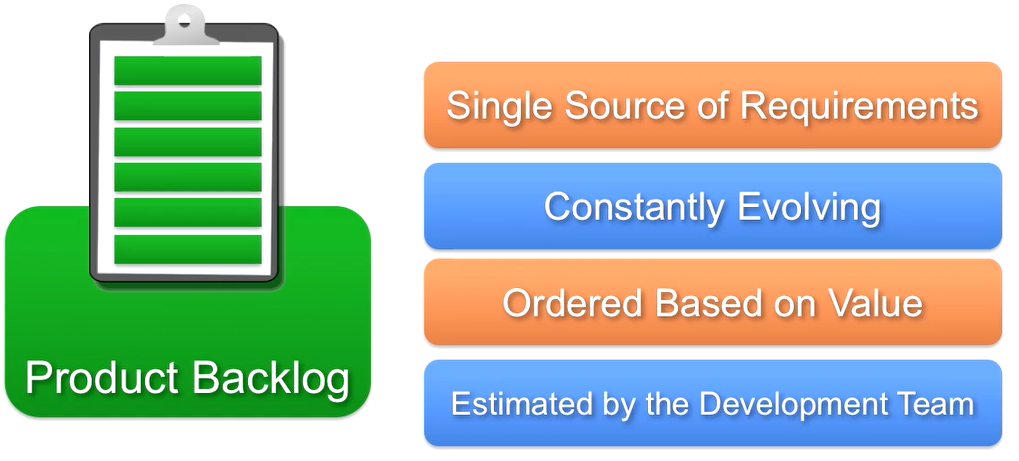 Product Backlog
Single Source of Requirements
Constantly Evolving
Ordered Based on Value
Estimated by the Development Team